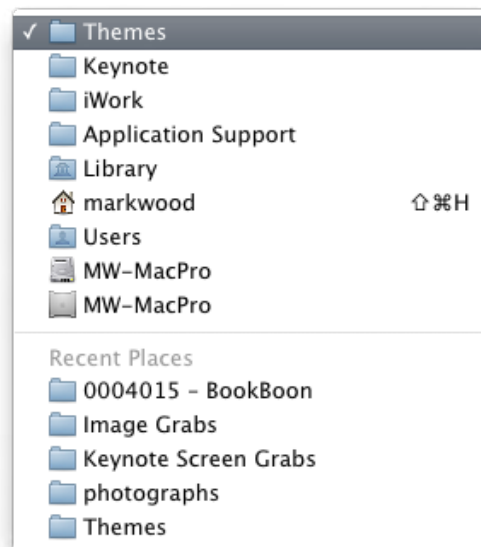 ✓ Themes
Keynote
iWork
Application Support
Library
markwood ⇧⌘H
Users
MW-MacPro
MW-MacPro
Recent Places
0004015 – BookBoon
Image Grabs
Keynote Screen Grabs
photographs
Themes